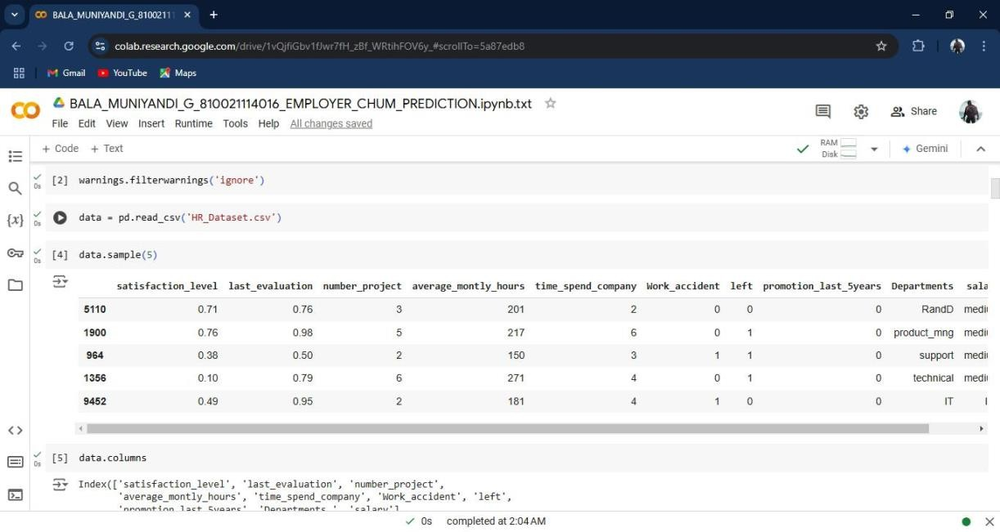 BALA_MUNIYANDI_G_8100211
colab.research.google.com/drive/1vQjfiGbv1fJwr7fH_zBf_WRtihFOV6y_#scrollTo=5a87edb8
Gmail YouTube Maps
BALA_MUNIYANDI_G_810021114016_EMPLOYER_CHUM_PREDICTION.ipynb.txt
File Edit View Insert Runtime Tools Help All changes saved
Share
+ Code + Text
RAM
Disk
Gemini
[2] warnings.filterwarnings('ignore')
0s
data = pd.read_csv('HR_Dataset.csv')
0s
[4] data.sample(5)
0s
satisfaction_level last_evaluation number_project average_montly_hours time_spend_company Work_accident left promotion_last_5years Departments sala
5110 0.71 0.76 3 201 2 0 0 0 RandD medi
1900 0.76 0.98 5 217 6 0 1 0 product_mng medi
964 0.38 0.50 2 150 3 1 1 0 support medi
1356 0.10 0.79 6 271 4 0 1 0 technical medi
9452 0.49 0.95 2 181 4 1 0 0 IT l
[5] data.columns
0s
Index(['satisfaction_level', 'last_evaluation', 'number_project',
'average_montly_hours', 'time_spend_company', 'Work_accident', 'left',
'promotion_last_5years', 'Departments ', 'salary'],
0s completed at 2:04 AM